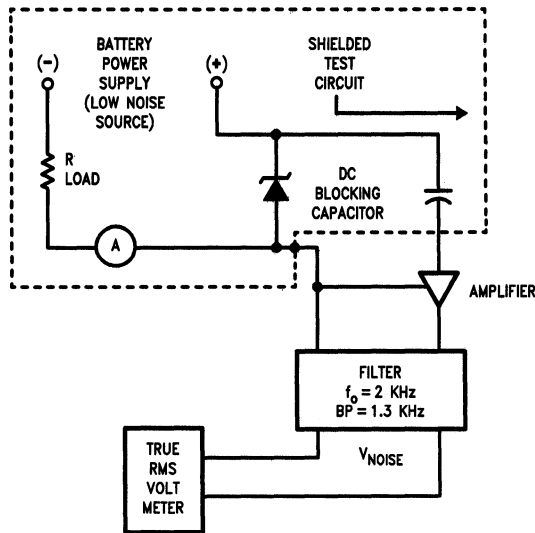 (-)
BATTERY
POWER
SUPPLY
(LOW NOISE
SOURCE)
(+)
SHIELDED
TEST
CIRCUIT
R
LOAD
DC
BLOCKING
CAPACITOR
A
AMPLIFIER
FILTER
fo = 2 KHz
BP = 1.3 KHz
VNOISE
TRUE
RMS
VOLT
METER